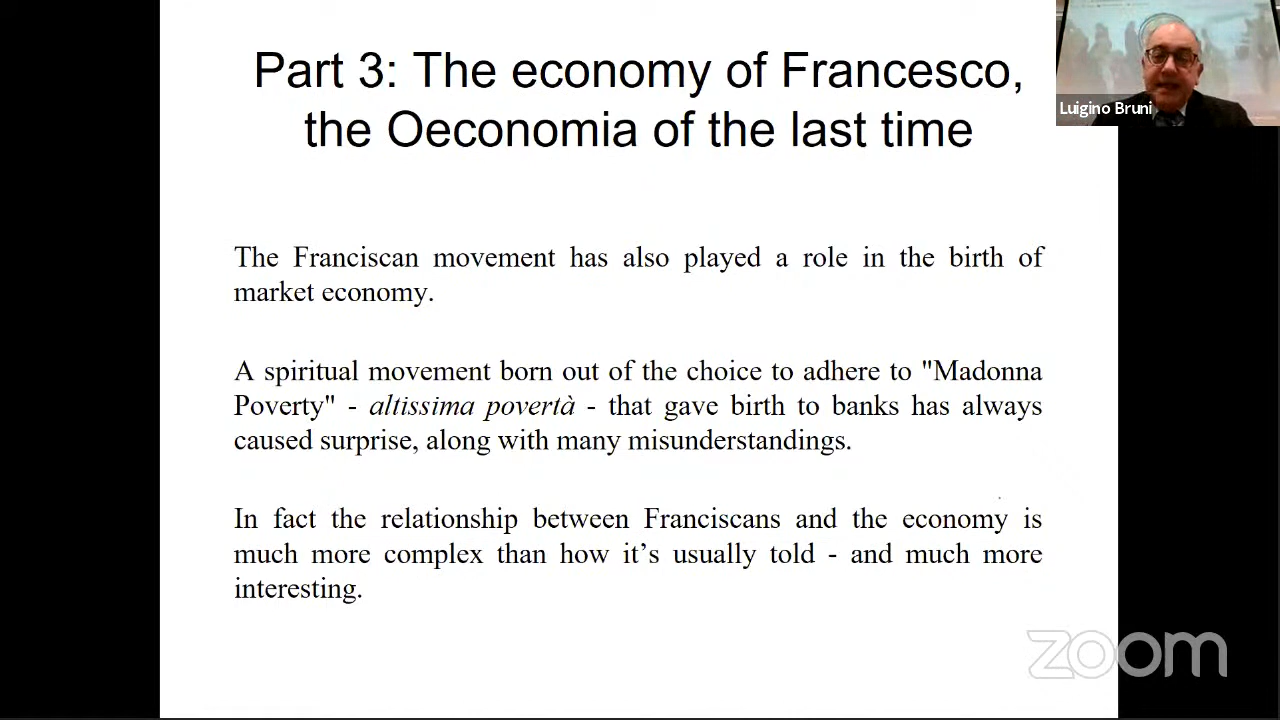 Part 3: The economy of Francesco,
the Oeconomia of the last time
Luigino Bruni
The Franciscan movement has also played a role in the birth of
market economy.
A spiritual movement born out of the choice to adhere to "Madonna
Poverty" - altissima povertà - that gave birth to banks has always
caused surprise, along with many misunderstandings.
In fact the relationship between Franciscans and the economy is
much more complex than how it’s usually told - and much more
interesting.
zoom